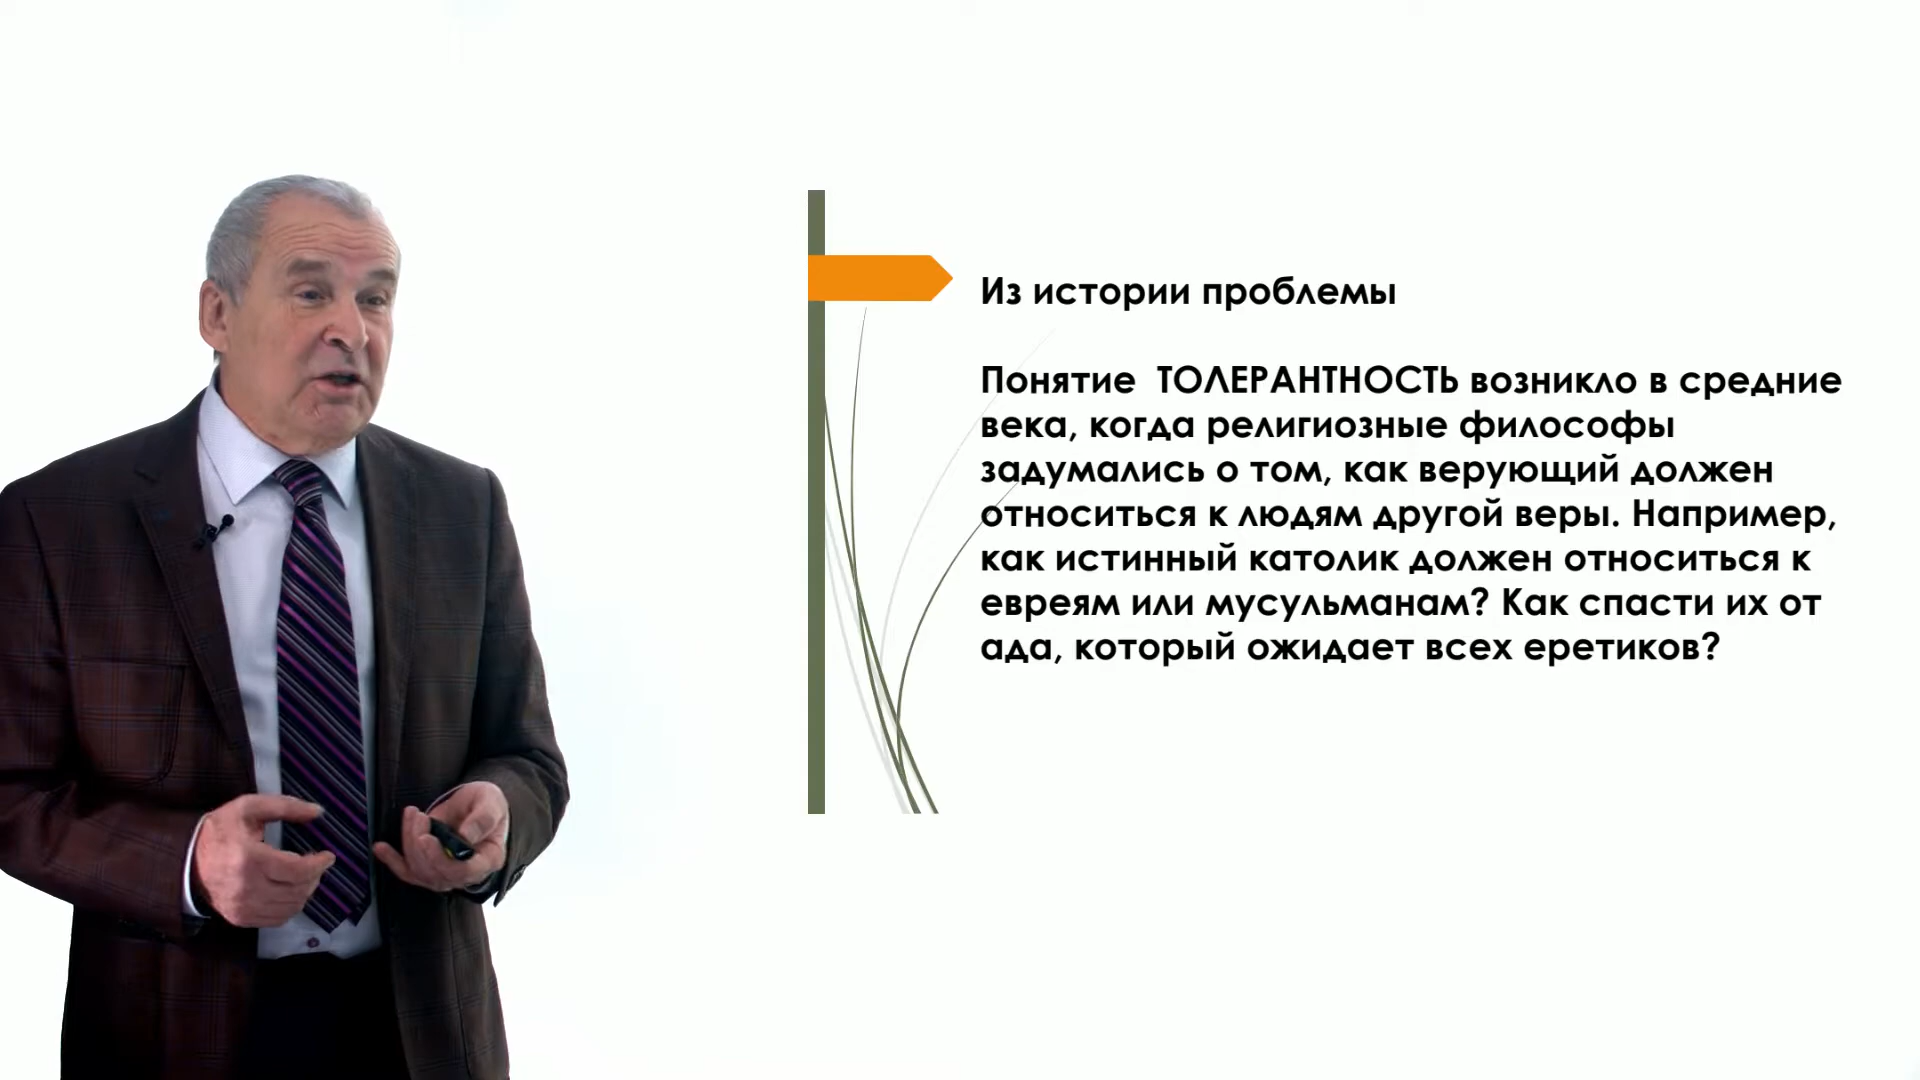 Из истории проблемы
Понятие ТОЛЕРАНТНОСТЬ возникло в средние
века, когда религиозные философы
задумались о том, как верующий должен
относиться к людям другой веры. Например,
как истинный католик должен относиться к
евреям или мусульманам? Как спасти их от
ада, который ожидает всех еретиков?